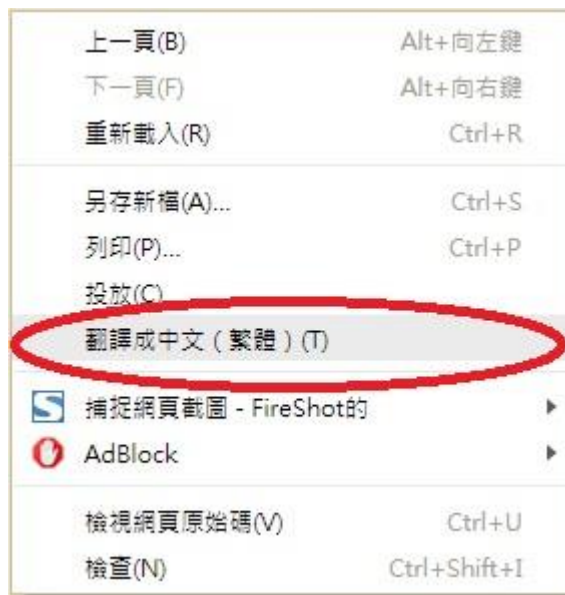 上一頁(B) Alt+向左鍵
下一頁(F) Alt+向右鍵
重新載入(R) Ctrl+R
另存新檔(A)... Ctrl+S
列印(P)... Ctrl+P
投放(C)
翻譯成中文（繁體）(T)
捕捉網頁截圖 - FireShot的
AdBlock
檢視網頁原始碼(V) Ctrl+U
檢查(N) Ctrl+Shift+I